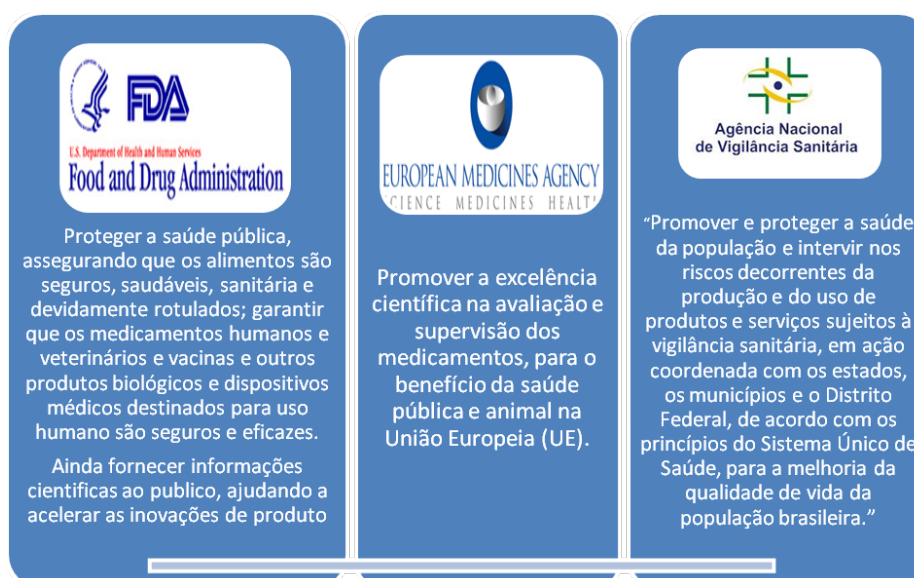 FDA
U.S. Department of Health and Human Services
Food and Drug Administration
Proteger a saúde pública,
assegurando que os alimentos são
seguros, saudáveis, sanitária e
devidamente rotulados; garantir
que os medicamentos humanos e
veterinários e vacinas e outros
produtos biológicos e dispositivos
médicos destinados para uso
humano são seguros e eficazes.
Ainda fornecer informações
cientificas ao publico, ajudando a
acelerar as inovações de produto
EUROPEAN MEDICINES AGENCY
SCIENCE MEDICINES HEALTH
Promover a excelência
científica na avaliação e
supervisão dos
medicamentos, para o
benefício da saúde
pública e animal na
União Europeia (UE).
Agência Nacional
de Vigilância Sanitária
“Promover e proteger a saúde
da população e intervir nos
riscos decorrentes da
produção e do uso de
produtos e serviços sujeitos à
vigilância sanitária, em ação
coordenada com os estados,
os municípios e o Distrito
Federal, de acordo com os
princípios do Sistema Único de
Saúde, para a melhoria da
qualidade de vida da
população brasileira.”